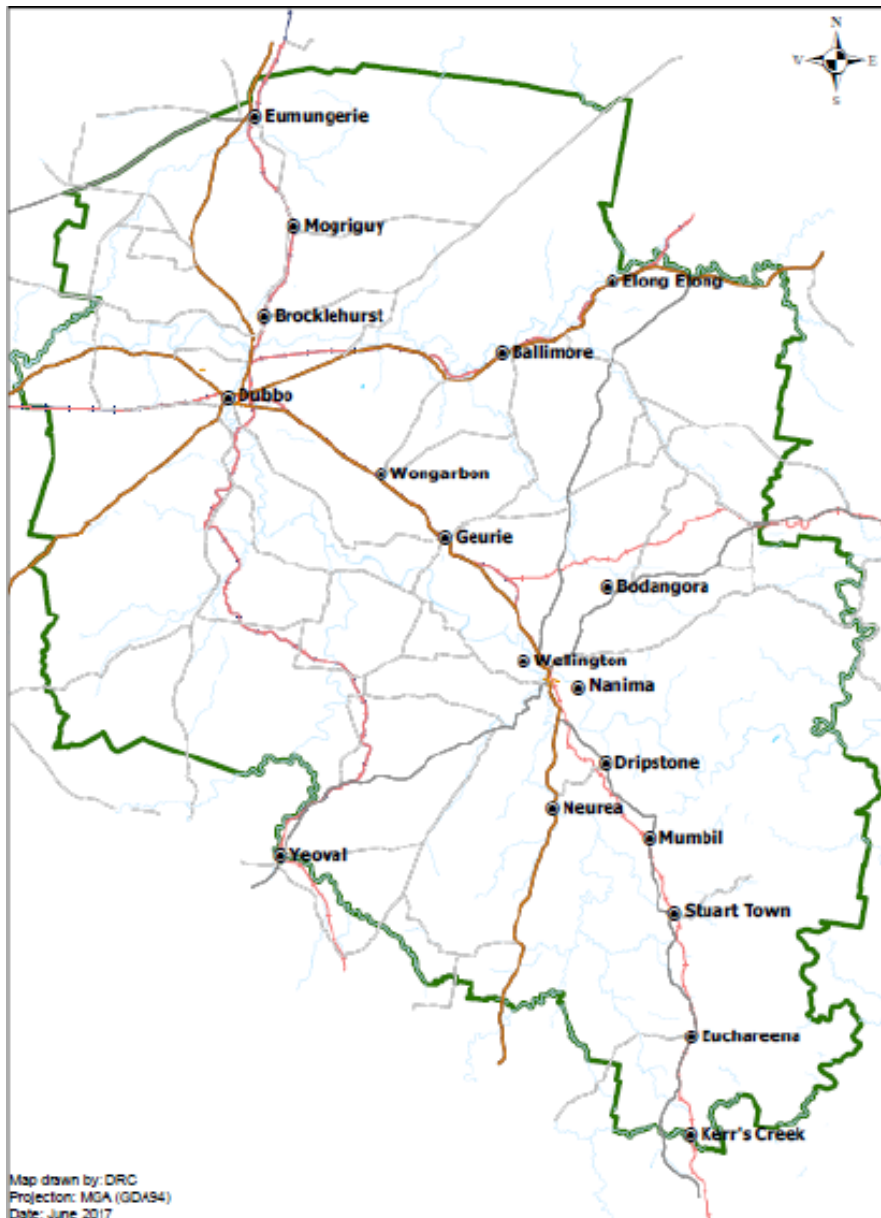 N
V E
S
Eumungerie
Mogriguy
Elong Elong
Brocklehurst
Ballimore
Dubbo
Wongarbon
Geurie
Bodangora
Wellington
Nanima
Dripstone
Neurea
Mumbil
Yeoval
Stuart Town
Euchareena
Kerr's Creek
Map drawn by: DRC
Projection: MGA (GDA94)
Date: June 2017